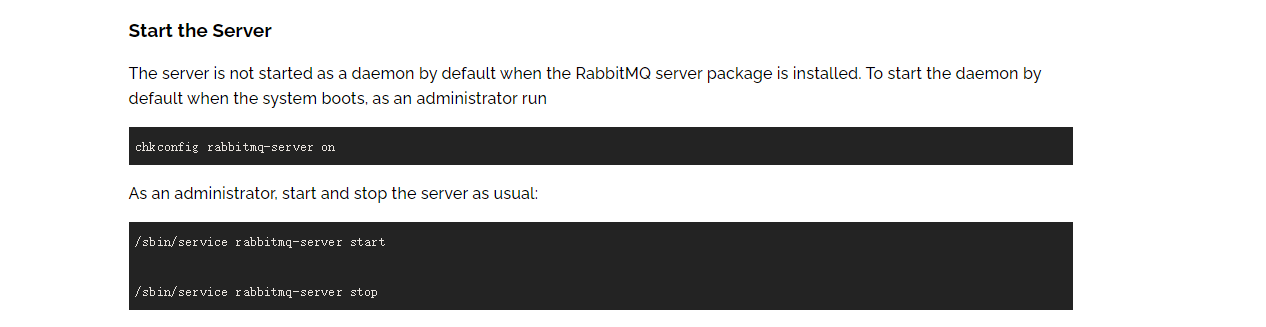 Start the Server
The server is not started as a daemon by default when the RabbitMQ server package is installed. To start the daemon by
default when the system boots, as an administrator run
chkconfig rabbitmq-server on
As an administrator, start and stop the server as usual:
/sbin/service rabbitmq-server start
/sbin/service rabbitmq-server stop